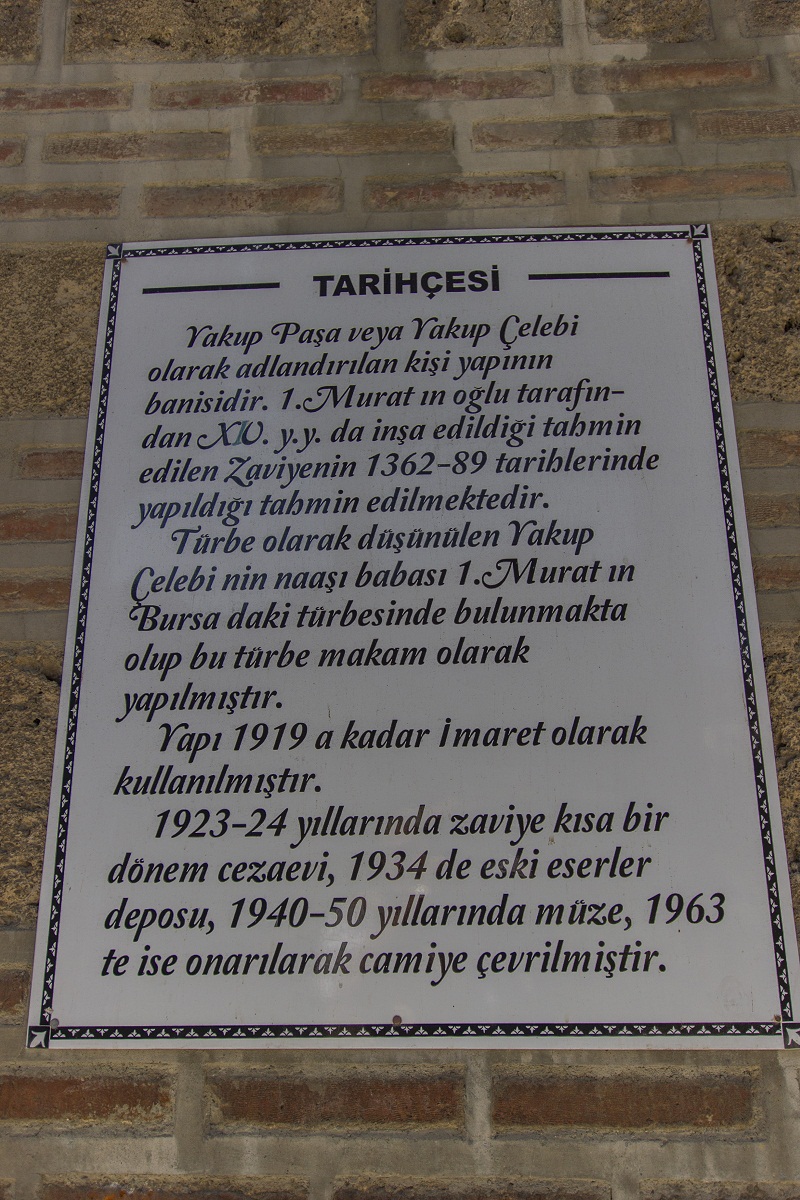 TARİHÇESİ
Yakup Paşa veya Yakup Çelebi
olarak adlandırılan kişi yapının
banisidir. 1.Murat ın oğlu tarafın-
dan XIV. y.y. da inşa edildiği tahmin
edilen Zaviyenin 1362-89 tarihlerinde
yapıldığı tahmin edilmektedir.
Türbe olarak düşünülen Yakup
Çelebi nin naaşı babası 1.Murat ın
Bursa daki türbesinde bulunmakta
olup bu türbe makam olarak
yapılmıştır.
Yapı 1919 a kadar İmaret olarak
kullanılmıştır.
1923-24 yıllarında zaviye kısa bir
dönem cezaevi, 1934 de eski eserler
deposu, 1940-50 yıllarında müze, 1963
te ise onarılarak camiye çevrilmiştir.